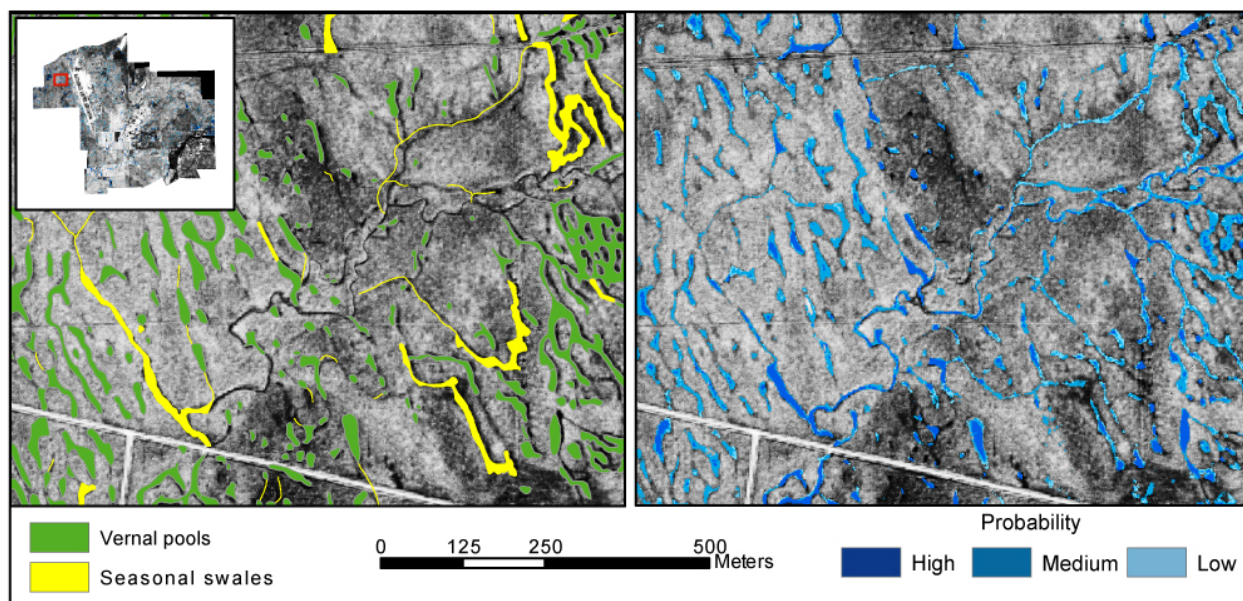 Vernal pools
Seasonal swales
0 125 250 500
Meters
Probability
High Medium Low